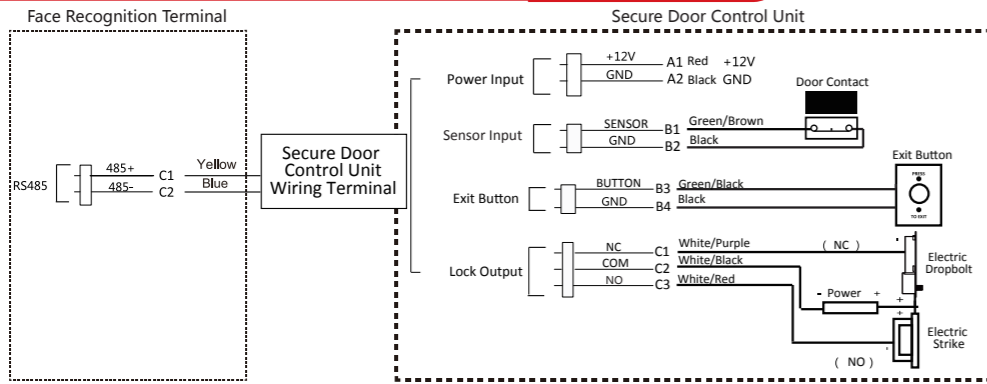 Face Recognition Terminal
Secure Door Control Unit
RS485
485+ C1 Yellow
485- C2 Blue
Secure Door
Control Unit
Wiring Terminal
Power Input
+12V A1 Red +12V
GND A2 Black GND
Sensor Input
SENSOR B1 Green/Brown
GND B2 Black
Door Contact
Exit Button
BUTTON B3 Green/Black
GND B4 Black
Exit Button
PRESS
TO EXIT
Lock Output
NC C1 White/Purple ( NC )
COM C2 White/Black
NO C3 White/Red
- Power +
-
+
Electric
Dropbolt
+
-
Electric
Strike
( NO )